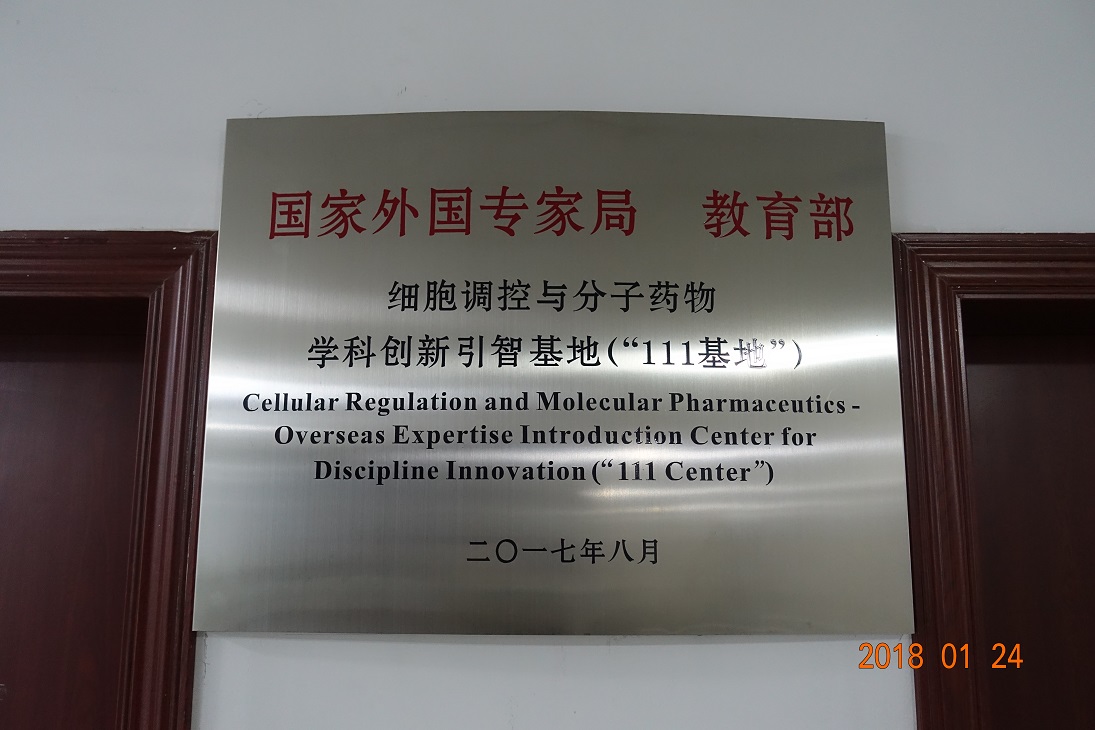 国家外国专家局 教育部
细胞调控与分子药物
学科创新引智基地(“111基地”)
Cellular Regulation and Molecular Pharmaceutics -
Overseas Expertise Introduction Center for
Discipline Innovation (“111 Center”)
二〇一七年八月
2018 01 24